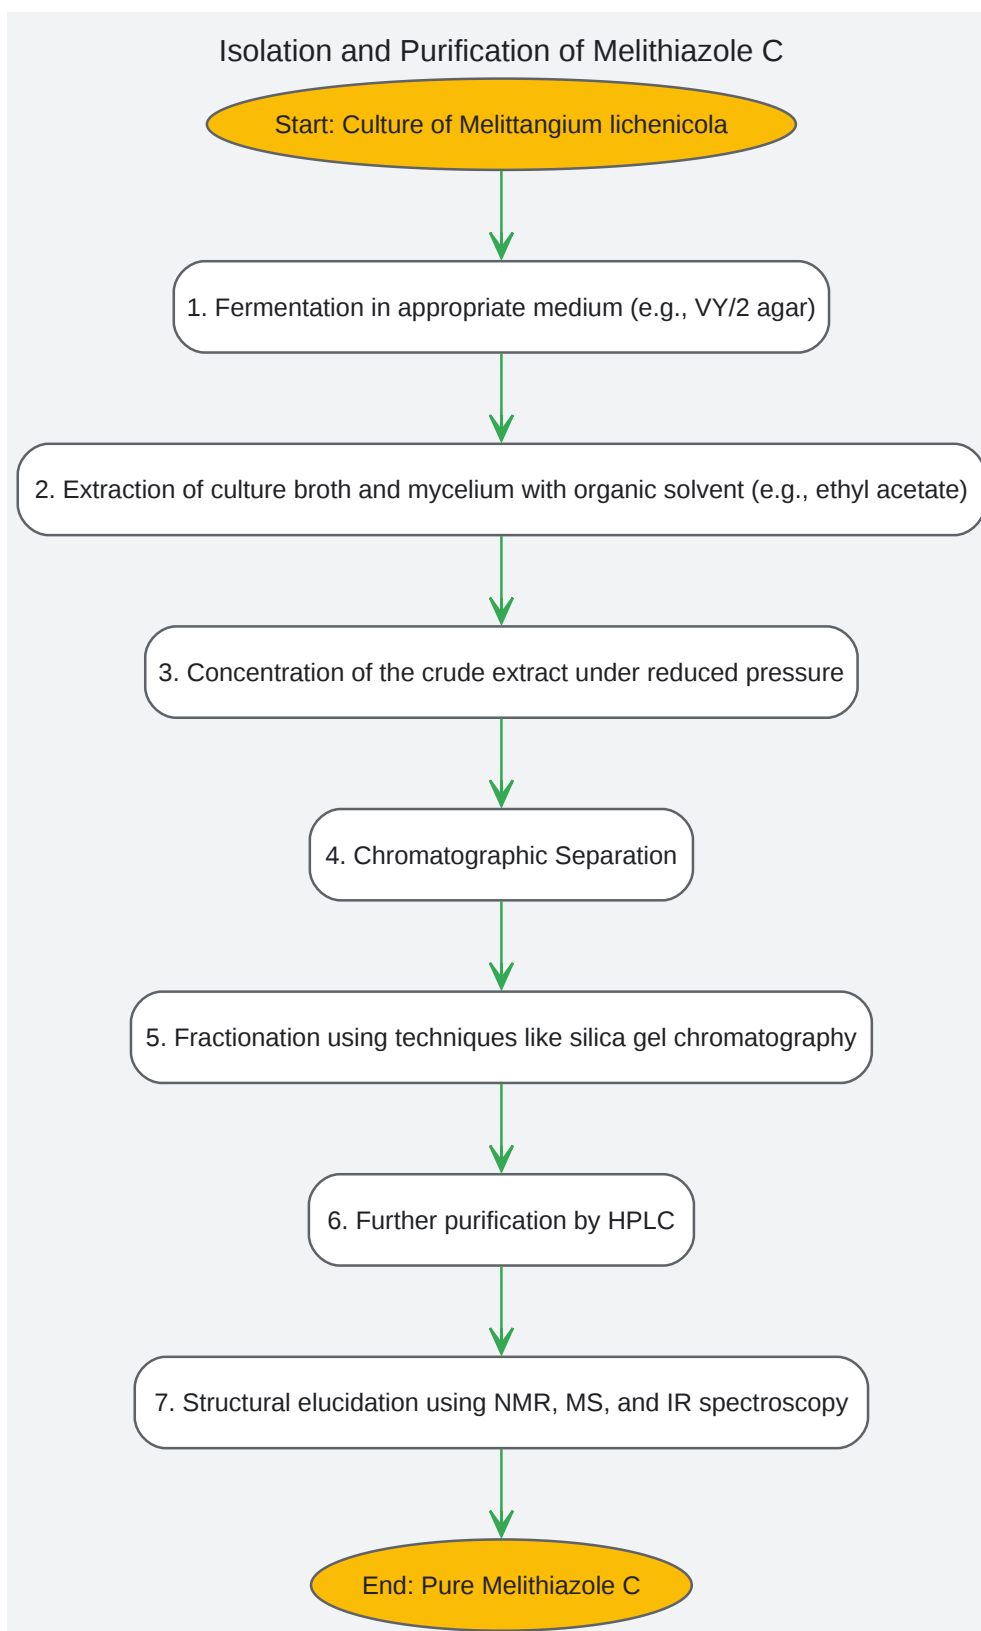 Isolation and Purification of Melithiazole C
Start: Culture of Melittangium lichenicola
1. Fermentation in appropriate medium (e.g., VY/2 agar)
2. Extraction of culture broth and mycelium with organic solvent (e.g., ethyl acetate)
3. Concentration of the crude extract under reduced pressure
4. Chromatographic Separation
5. Fractionation using techniques like silica gel chromatography
6. Further purification by HPLC
7. Structural elucidation using NMR, MS, and IR spectroscopy
End: Pure Melithiazole C